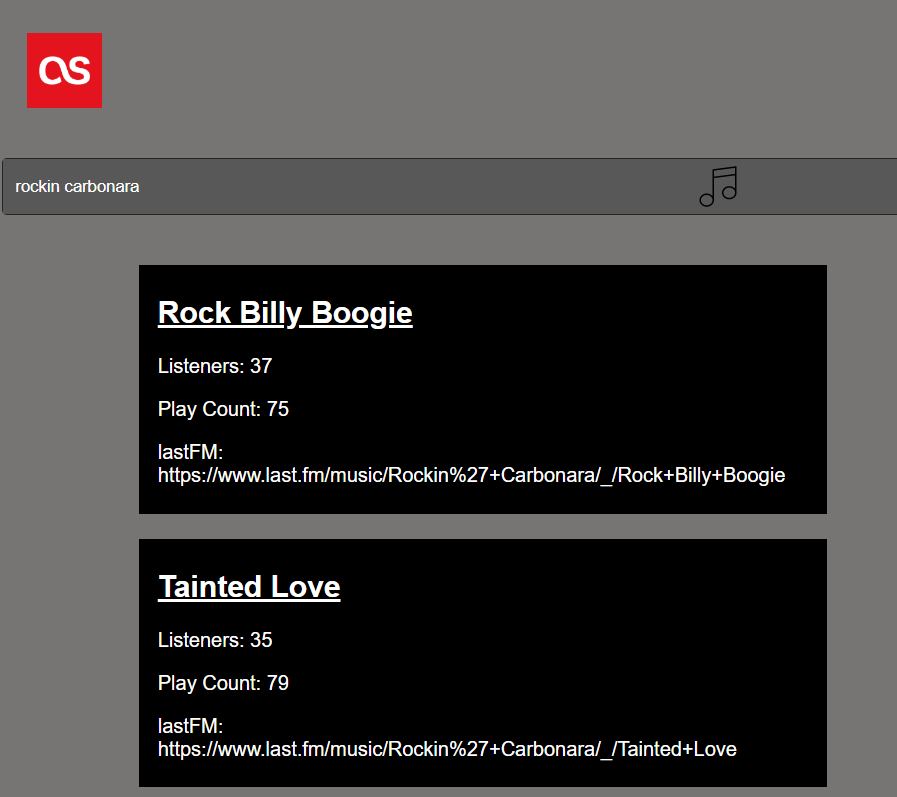 as
rockin carbonara
Rock Billy Boogie
Listeners: 37
Play Count: 75
lastFM:
https://www.last.fm/music/Rockin%27+Carbonara/_/Rock+Billy+Boogie
Tainted Love
Listeners: 35
Play Count: 79
lastFM:
https://www.last.fm/music/Rockin%27+Carbonara/_/Tainted+Love